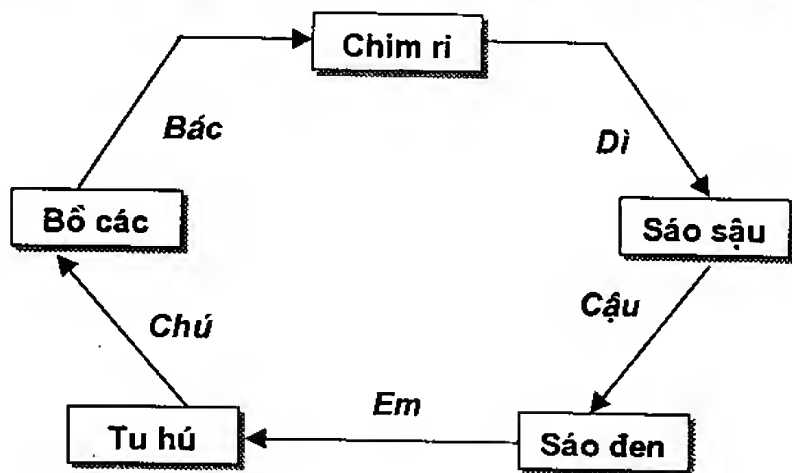 Chim ri
Bác
Dì
Bồ các
Sáo sậu
Chú
Cậu
Em
Tu hú
Sáo đen